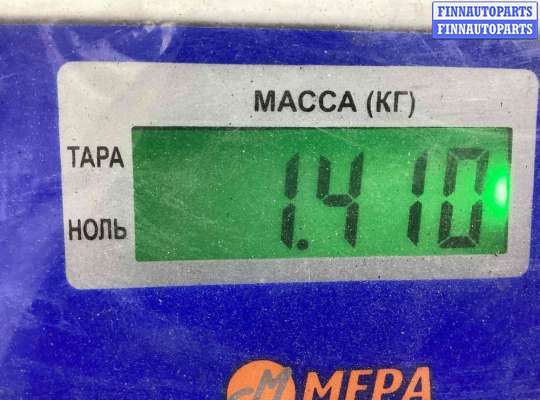 FINNAUTOPARTS
FINNAUTOPARTS
МАССА (КГ)
ТАРА
1.410
НОЛЬ
МЕРА